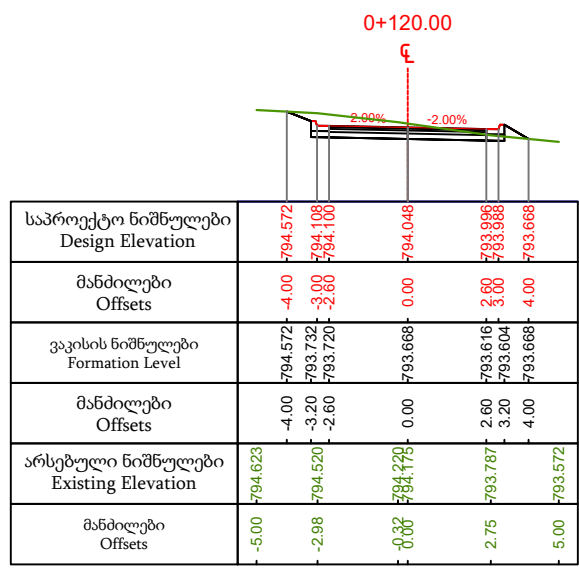 0+120.00
℄
2.00% -2.00%
საპროექტო ნიშნულები
Design Elevation
794.572 794.108 794.100 794.048 793.996 793.988 793.668
მანძილები
Offsets
-4.00 -3.00 -2.60 0.00 2.60 3.00 4.00
ვაკისის ნიშნულები
Formation Level
794.572 793.732 793.720 793.668 793.616 793.604 793.668
მანძილები
Offsets
-4.00 -3.20 -2.60 0.00 2.60 3.20 4.00
არსებული ნიშნულები
Existing Elevation
794.623 794.520 794.220 794.175 793.787 793.572
მანძილები
Offsets
-5.00 -2.98 -0.32 0.00 2.75 5.00